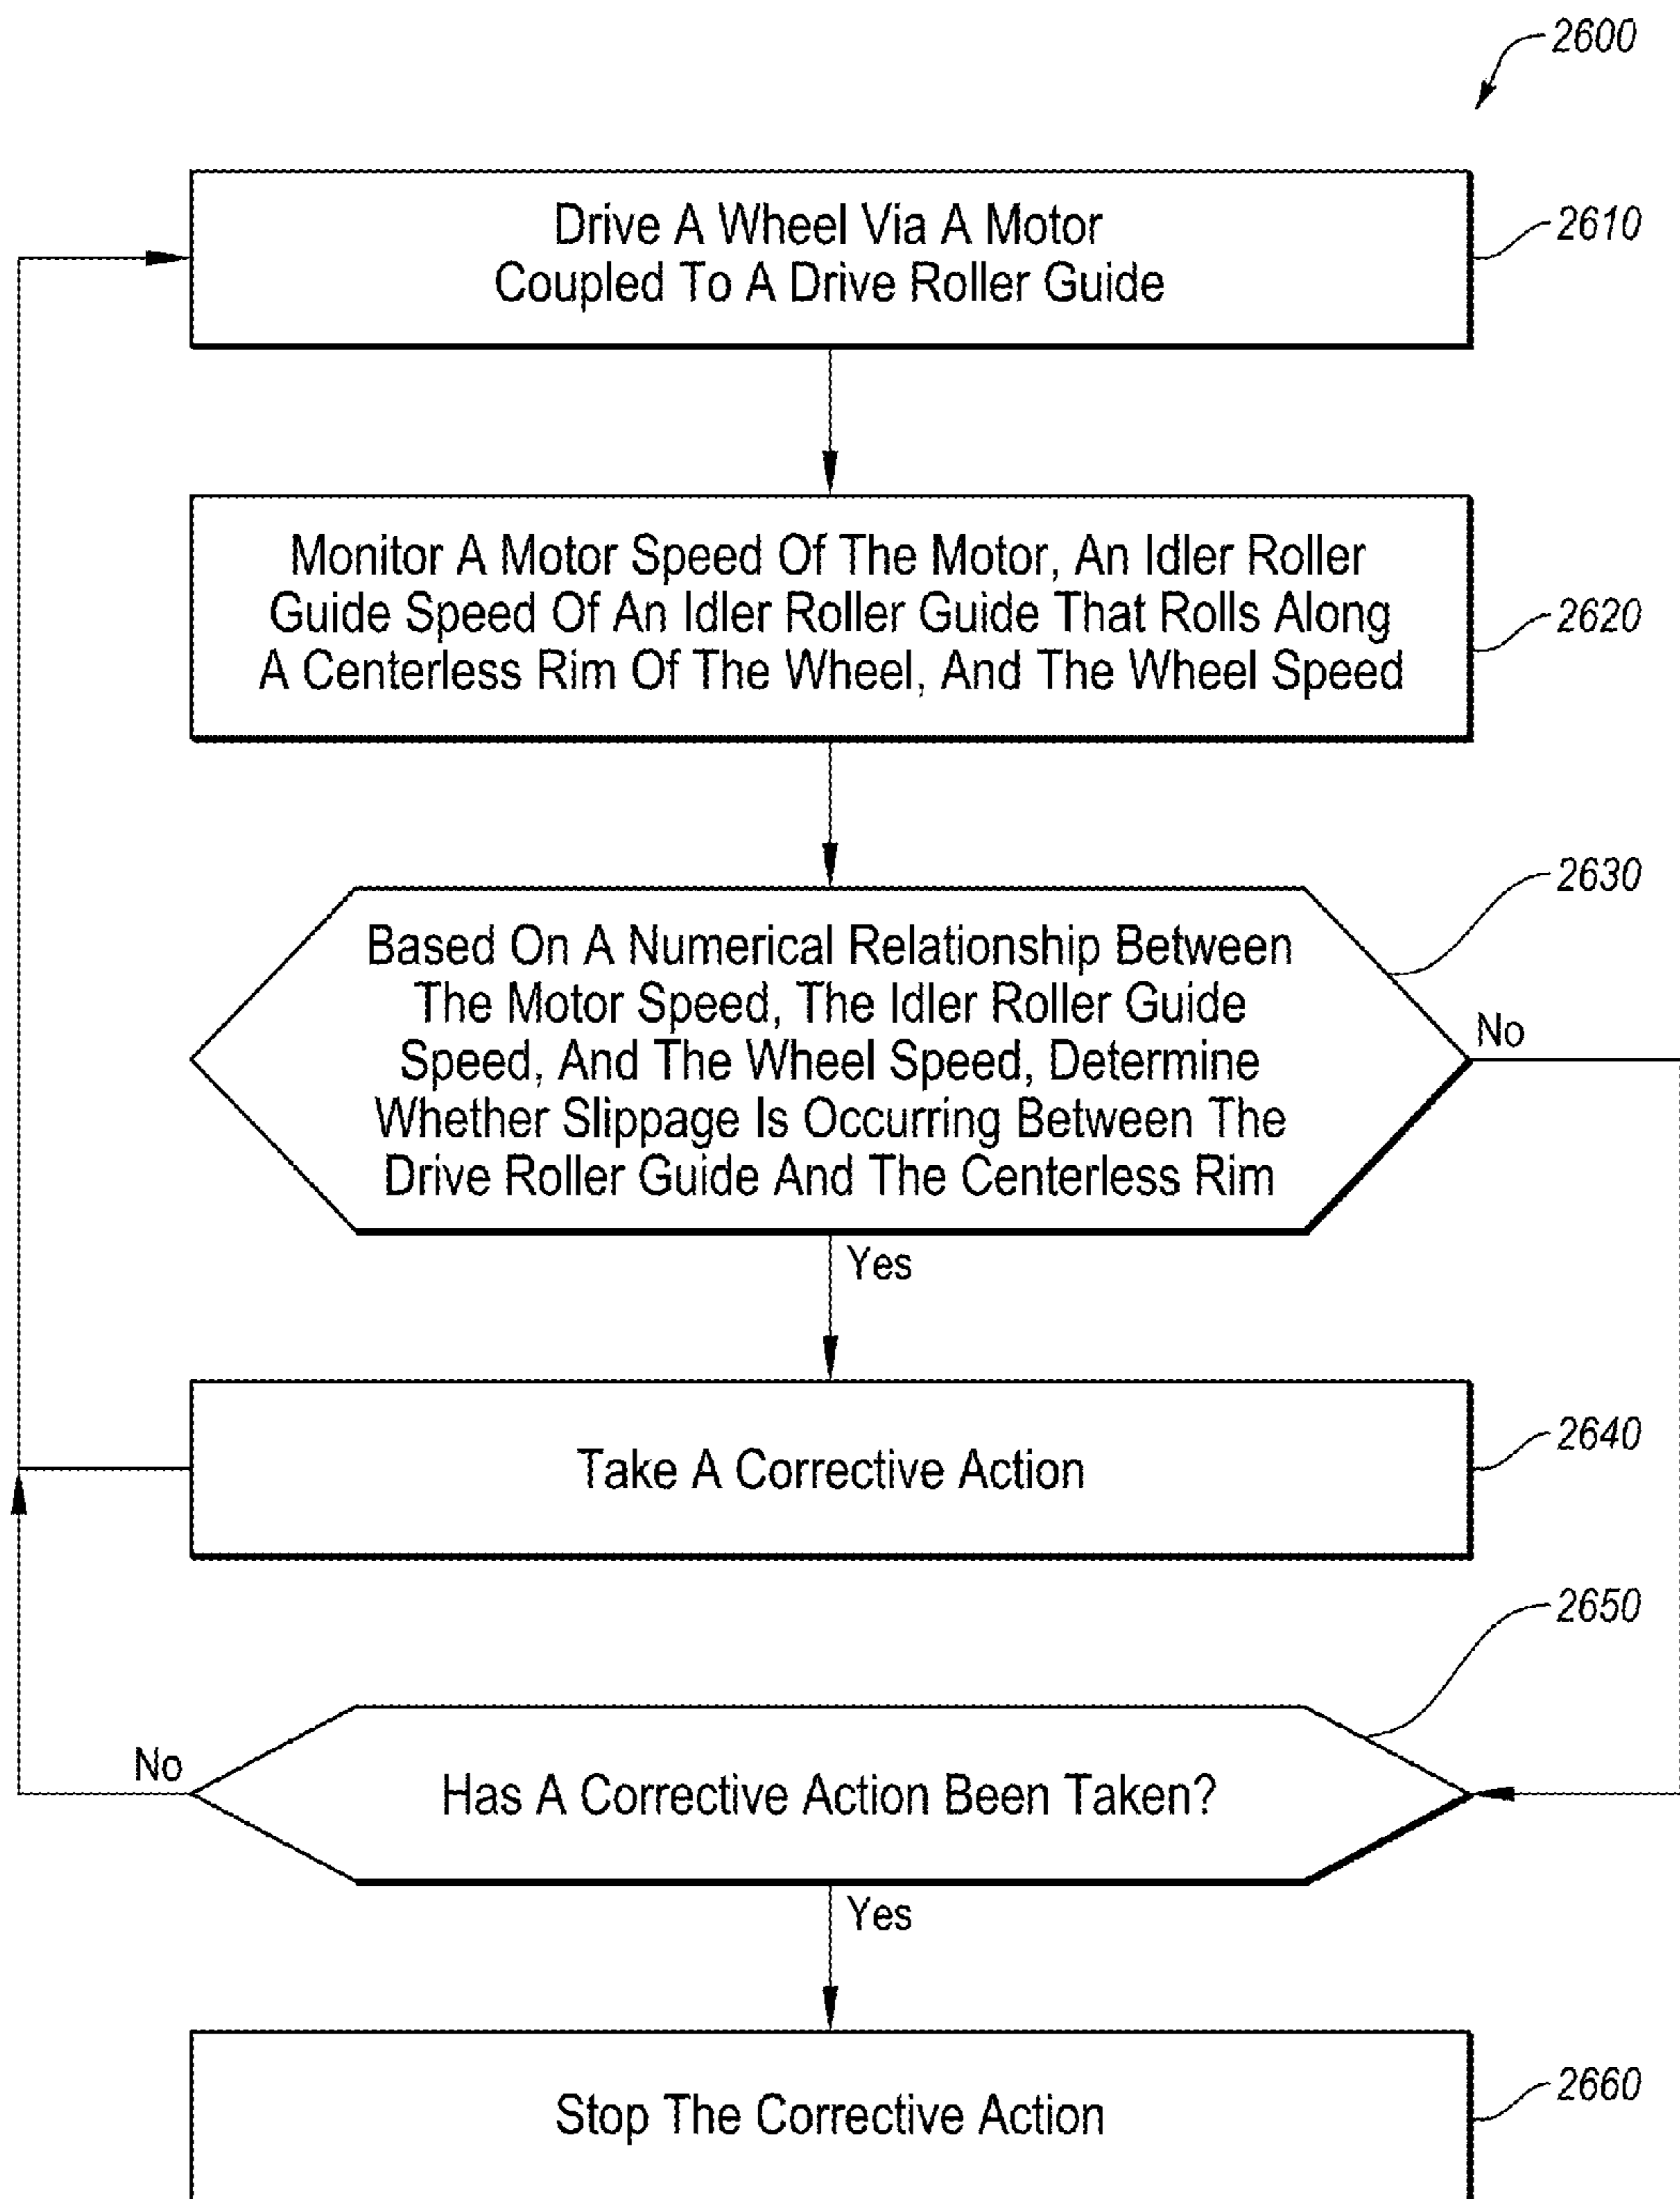 2600
Drive A Wheel Via A Motor
Coupled To A Drive Roller Guide
2610
Monitor A Motor Speed Of The Motor, An Idler Roller
Guide Speed Of An Idler Roller Guide That Rolls Along
A Centerless Rim Of The Wheel, And The Wheel Speed
2620
2630
Based On A Numerical Relationship Between
The Motor Speed, The Idler Roller Guide
Speed, And The Wheel Speed, Determine
Whether Slippage Is Occurring Between The
Drive Roller Guide And The Centerless Rim
No
Yes
Take A Corrective Action
2640
2650
No
Has A Corrective Action Been Taken?
Yes
Stop The Corrective Action
2660